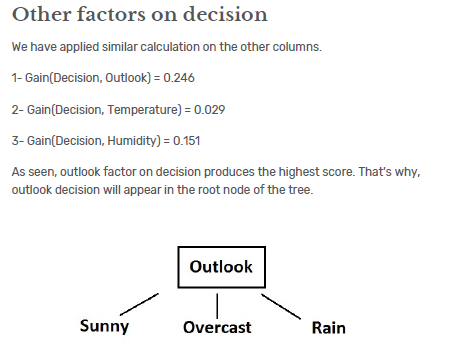 Other factors on decision
We have applied similar calculation on the other columns.
1- Gain(Decision, Outlook) = 0.246
2- Gain(Decision, Temperature) = 0.029
3- Gain(Decision, Humidity) = 0.151
As seen, outlook factor on decision produces the highest score. That's why,
outlook decision will appear in the root node of the tree.
Outlook
Sunny Overcast Rain